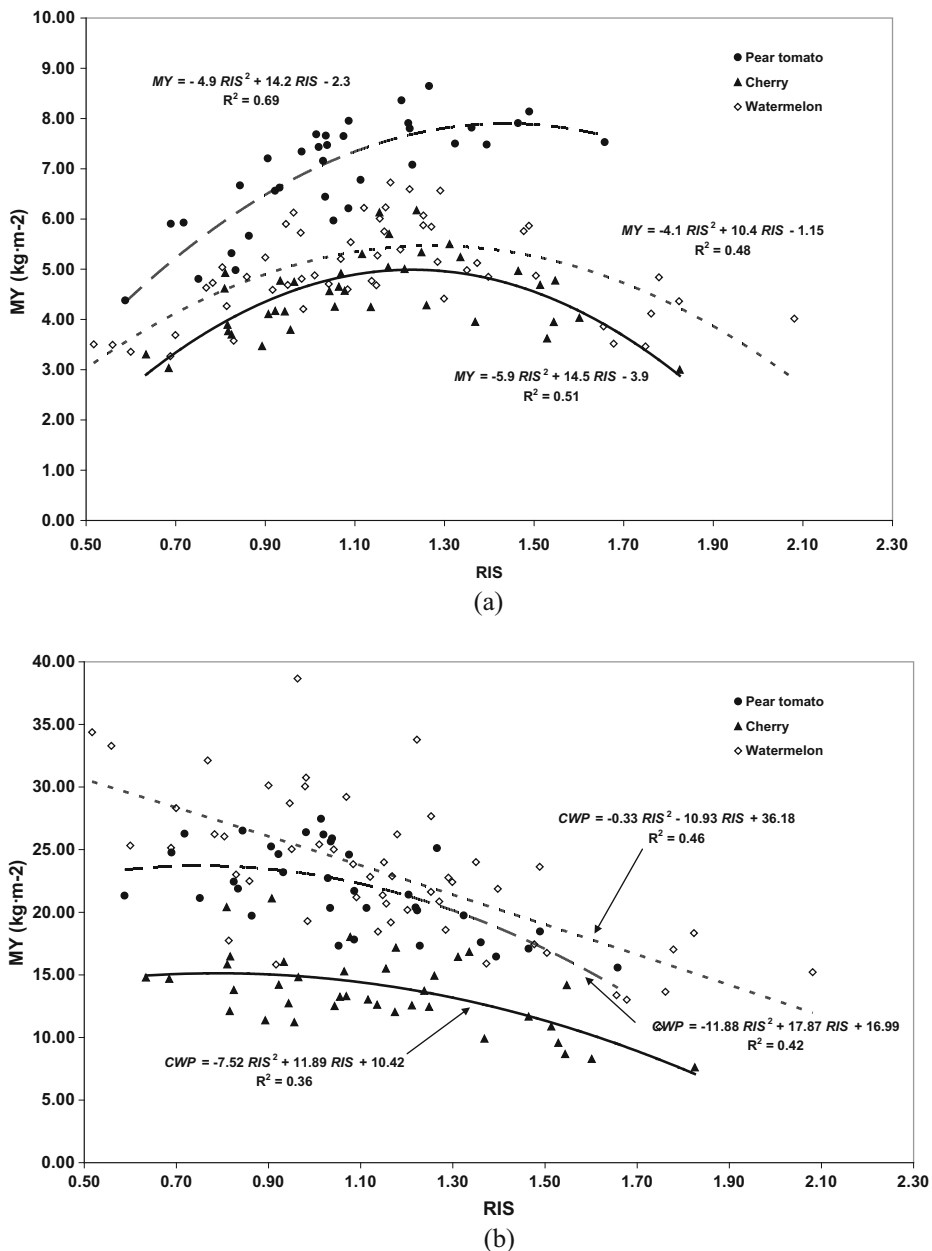 10.00
9.00
8.00
7.00
6.00
5.00
4.00
3.00
2.00
1.00
0.00
MY (kgm-2)
Pear tomato
Cherry
Watermelon
MY = - 4.9 RIS² + 14.2 RIS - 2.3
R² = 0.69
MY = -4.1 RIS² + 10.4 RIS - 1.15
R² = 0.48
MY = -5.9 RIS² + 14.5 RIS - 3.9
R² = 0.51
0.50 0.70 0.90 1.10 1.30 1.50 1.70 1.90 2.10 2.30
RIS
(a)
40.00
35.00
30.00
25.00
20.00
15.00
10.00
5.00
0.00
MY (kg·m-2)
Pear tomato
Cherry
Watermelon
CWP = -0.33 RIS² - 10.93 RIS + 36.18
R² = 0.46
CWP = -11.88 RIS² + 17.87 RIS + 16.99
R² = 0.42
CWP = -7.52 RIS² + 11.89 RIS + 10.42
R² = 0.36
0.50 0.70 0.90 1.10 1.30 1.50 1.70 1.90 2.10 2.30
RIS
(b)